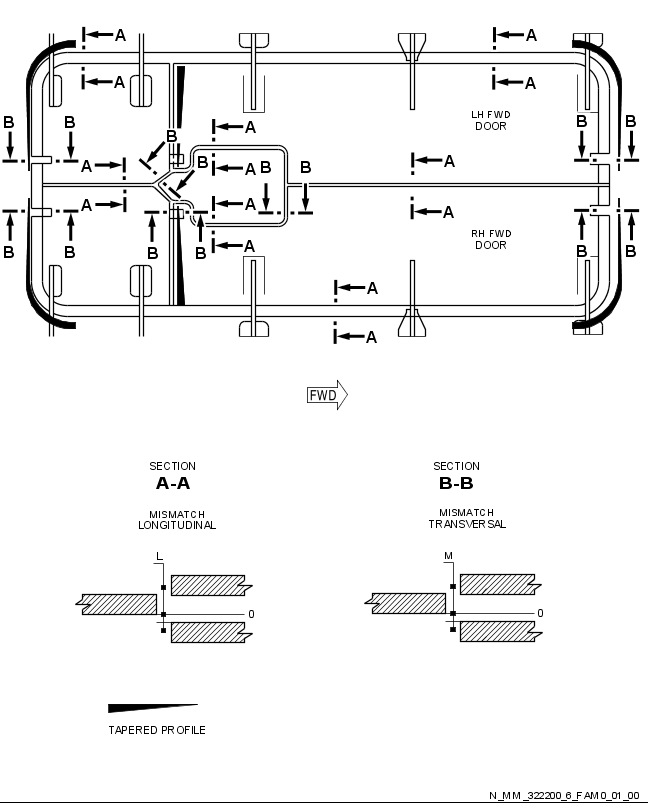 A A
A A
B B B B
LH FWD
DOOR
B A
A B A B B A
A A A
B B B B B B
A
RH FWD
DOOR
A
A
FWD
SECTION SECTION
A-A B-B
MISMATCH MISMATCH
LONGITUDINAL TRANSVERSAL
L M
0 0
TAPERED PROFILE
N_MM_322200_6_FAM0_01_00